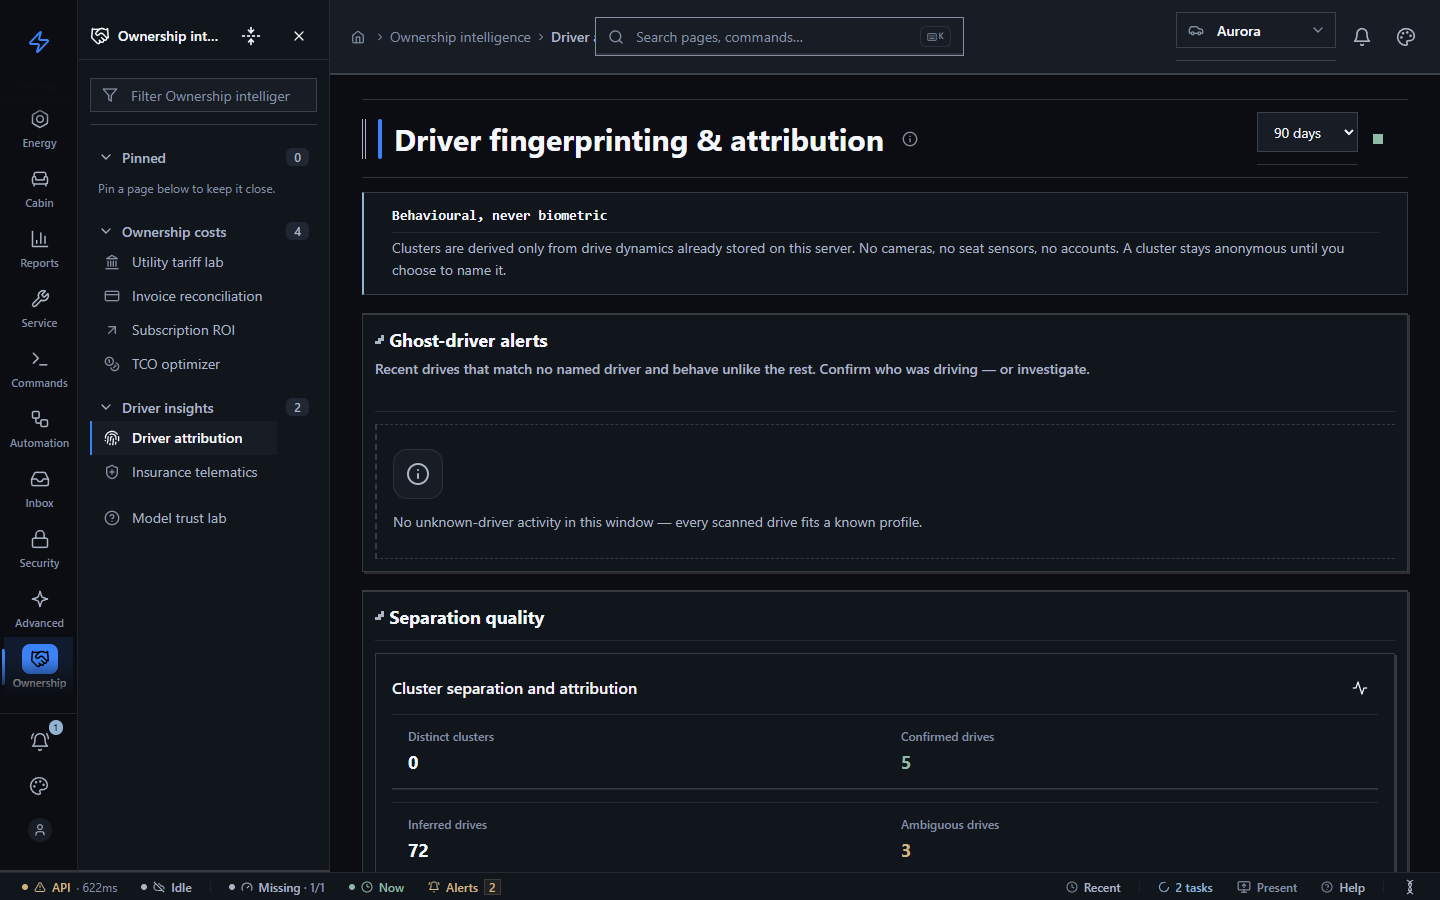 Ownership int...
Ownership intelligence
Driver
Search pages, commands...
K
Aurora
Energy
Cabin
Reports
Service
Commands
Automation
Inbox
Security
Advanced
Ownership
1
Filter Ownership intelliger
Pinned
0
Pin a page below to keep it close.
Ownership costs
4
Utility tariff lab
Invoice reconciliation
Subscription ROI
TCO optimizer
Driver insights
2
Driver attribution
Insurance telematics
Model trust lab
Driver fingerprinting & attribution
90 days
Behavioural, never biometric
Clusters are derived only from drive dynamics already stored on this server. No cameras, no seat sensors, no accounts. A cluster stays anonymous until you
choose to name it.
Ghost-driver alerts
Recent drives that match no named driver and behave unlike the rest. Confirm who was driving — or investigate.
No unknown-driver activity in this window — every scanned drive fits a known profile.
Separation quality
Cluster separation and attribution
Distinct clusters
0
Confirmed drives
5
Inferred drives
72
Ambiguous drives
3
API · 622ms
Idle
Missing · 1/1
Now
Alerts 2
Recent
2 tasks
Present
Help